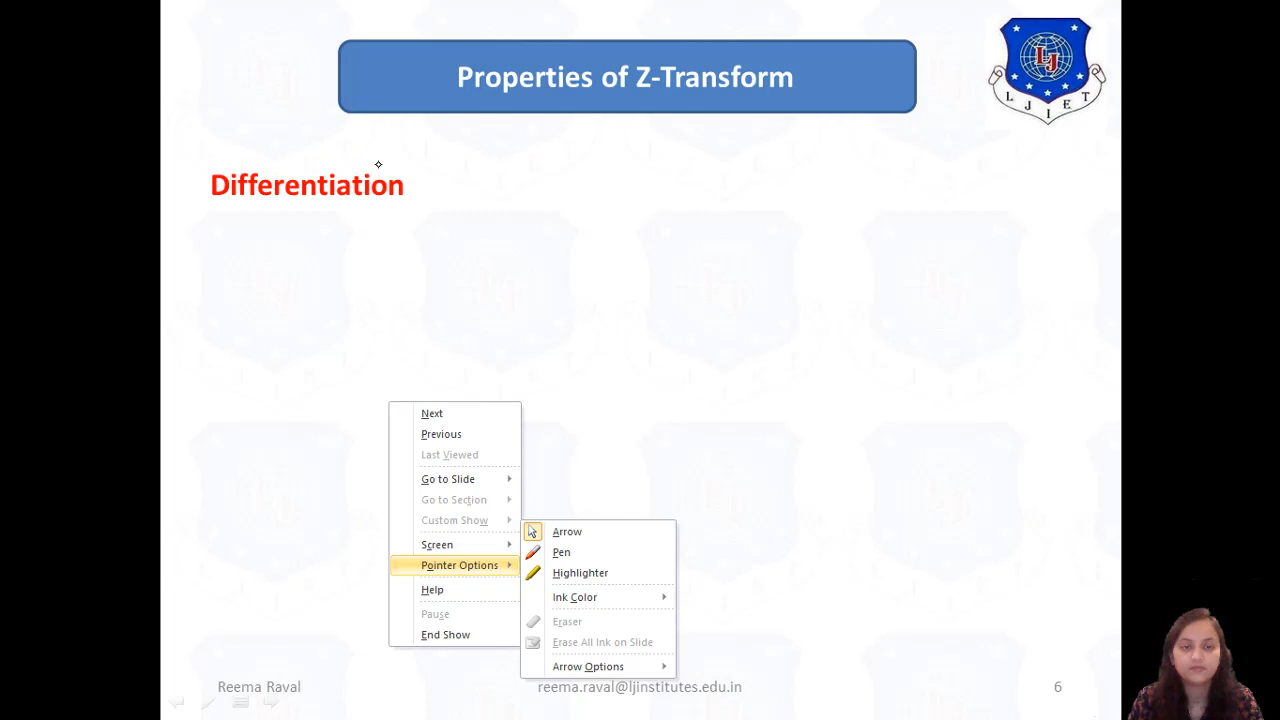 Properties of Z-Transform
LJ
L J I E T
Differentiation
Next
Previous
Last Viewed
Go to Slide
Go to Section
Custom Show
Screen
Pointer Options
Help
Pause
End Show
Arrow
Pen
Highlighter
Ink Color
Eraser
Erase All Ink on Slide
Arrow Options
Reema Raval
reema.raval@ljinstitutes.edu.in
6